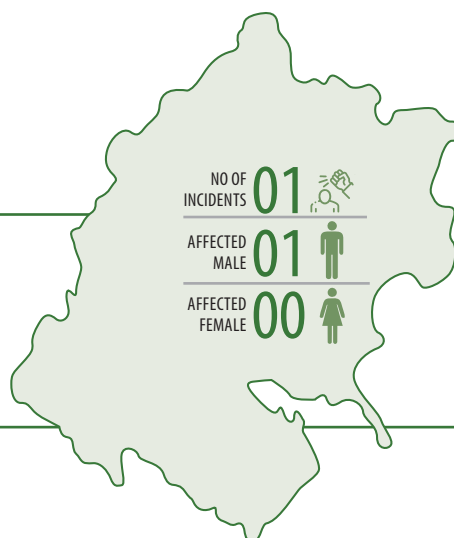 NO OF
INCIDENTS 01
AFFECTED
MALE 01
AFFECTED
FEMALE 00